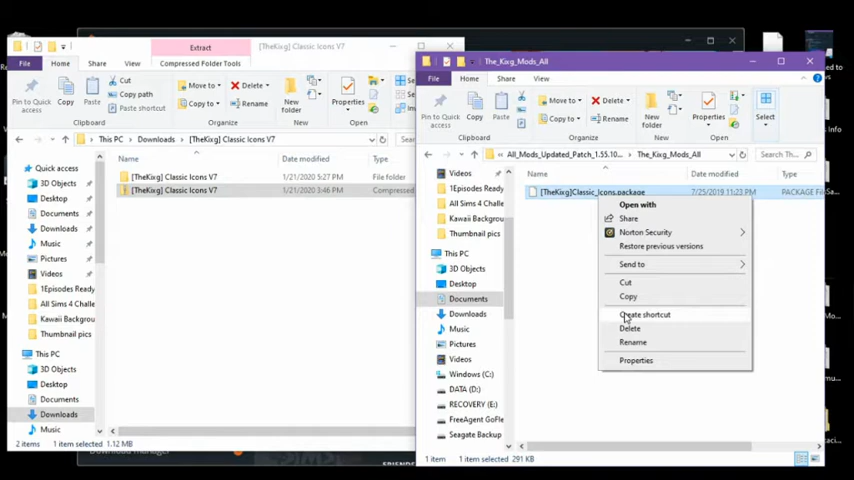 Extract
[TheKixg] Classic Icons V7
File
Home
Share
View
Compressed Folder Tools
Pin to Quick access
Copy
Paste
Cut
Copy path
Paste shortcut
Clipboard
Move to
Copy to
Delete
Rename
Organize
New folder
New
Properties
Open
This PC > Downloads > [TheKixg] Classic Icons V7
Name
Date modified
Type
[TheKixg] Classic Icons V7
1/21/2020 5:27 PM
File folder
[TheKixg] Classic Icons V7
1/21/2020 3:46 PM
Compressed
Quick access
3D Objects
Desktop
Documents
Downloads
Music
Pictures
Videos
1Episodes Ready
All Sims 4 Challe
Kawaii Backgrou
Thumbnail pics
This PC
3D Objects
Desktop
Documents
Downloads
Music
2 items
1 item selected 1.12 MB
The_Kixg_Mods_All
File
Home
Share
View
Pin to Quick access
Copy
Paste
Clipboard
Move to
Copy to
Delete
Rename
Organize
New folder
New
Properties
Open
Select
« All_Mods_Updated_Patch_1.55.10... > The_Kixg_Mods_All
Search Th...
Name
Date modified
Type
[TheKixg]Classic_Icons.package
7/25/2019 11:23 PM
PACKAGE Fil
Videos
1Episodes Ready
All Sims 4 Challe
Kawaii Backgrou
Thumbnail pics
This PC
3D Objects
Desktop
Documents
Downloads
Music
Pictures
Videos
Windows (C:)
DATA (D:)
RECOVERY (E:)
FreeAgent GoFle
Seagate Backup
1 item
1 item selected 291 KB
Open with
Share
Norton Security
Restore previous versions
Send to
Cut
Copy
Create shortcut
Delete
Rename
Properties